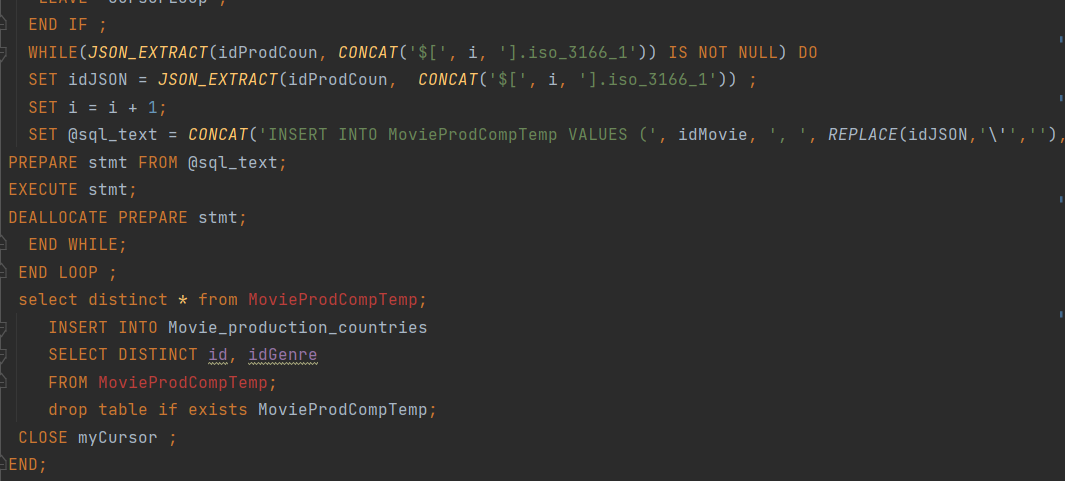 END IF ;
WHILE(JSON_EXTRACT(idProdCoun, CONCAT('$[', i, '].iso_3166_1')) IS NOT NULL) DO
SET idJSON = JSON_EXTRACT(idProdCoun,  CONCAT('$[', i, '].iso_3166_1')) ;
SET i = i + 1;
SET @sql_text = CONCAT('INSERT INTO MovieProdCompTemp VALUES (', idMovie, ', ', REPLACE(idJSON,'\'',''),
PREPARE stmt FROM @sql_text;
EXECUTE stmt;
DEALLOCATE PREPARE stmt;
END WHILE;
END LOOP ;
select distinct * from MovieProdCompTemp;
INSERT INTO Movie_production_countries
SELECT DISTINCT id, idGenre
FROM MovieProdCompTemp;
drop table if exists MovieProdCompTemp;
CLOSE myCursor ;
END;